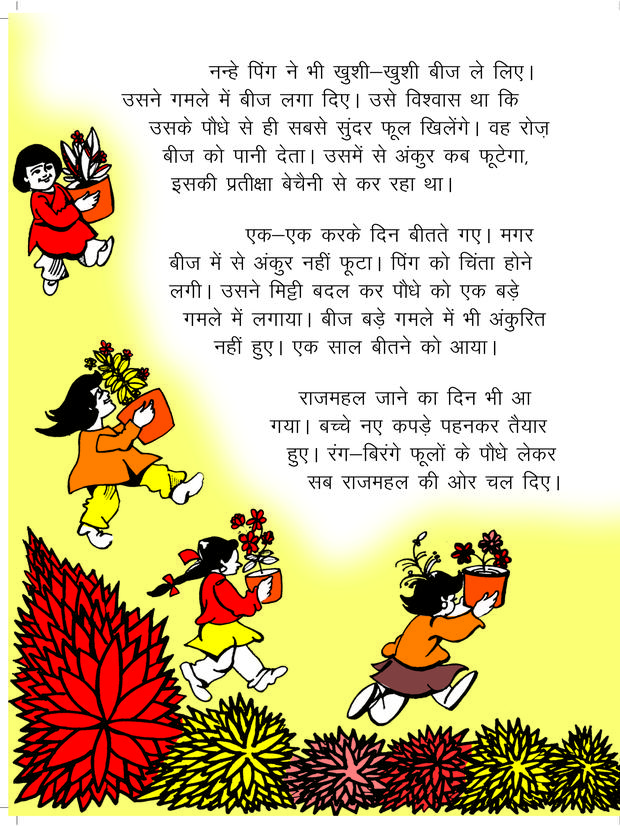 नन्हे पिंग ने भी खुशी–खुशी बीज ले लिए।
उसने गमले में बीज लगा दिए। उसे विश्वास था कि
उसके पौधे से ही सबसे सुंदर फूल खिलेंगे। वह रोज़
बीज को पानी देता। उसमें से अंकुर कब फूटेगा,
इसकी प्रतीक्षा बेचैनी से कर रहा था।
एक–एक करके दिन बीतते गए। मगर
बीज में से अंकुर नहीं फूटा। पिंग को चिंता होने
लगी। उसने मिट्टी बदल कर पौधे को एक बड़े
गमले में लगाया। बीज बड़े गमले में भी अंकुरित
नहीं हुए। एक साल बीतने को आया।
राजमहल जाने का दिन भी आ
गया। बच्चे नए कपड़े पहनकर तैयार
हुए। रंग–बिरंगे फूलों के पौधे लेकर
सब राजमहल की ओर चल दिए।